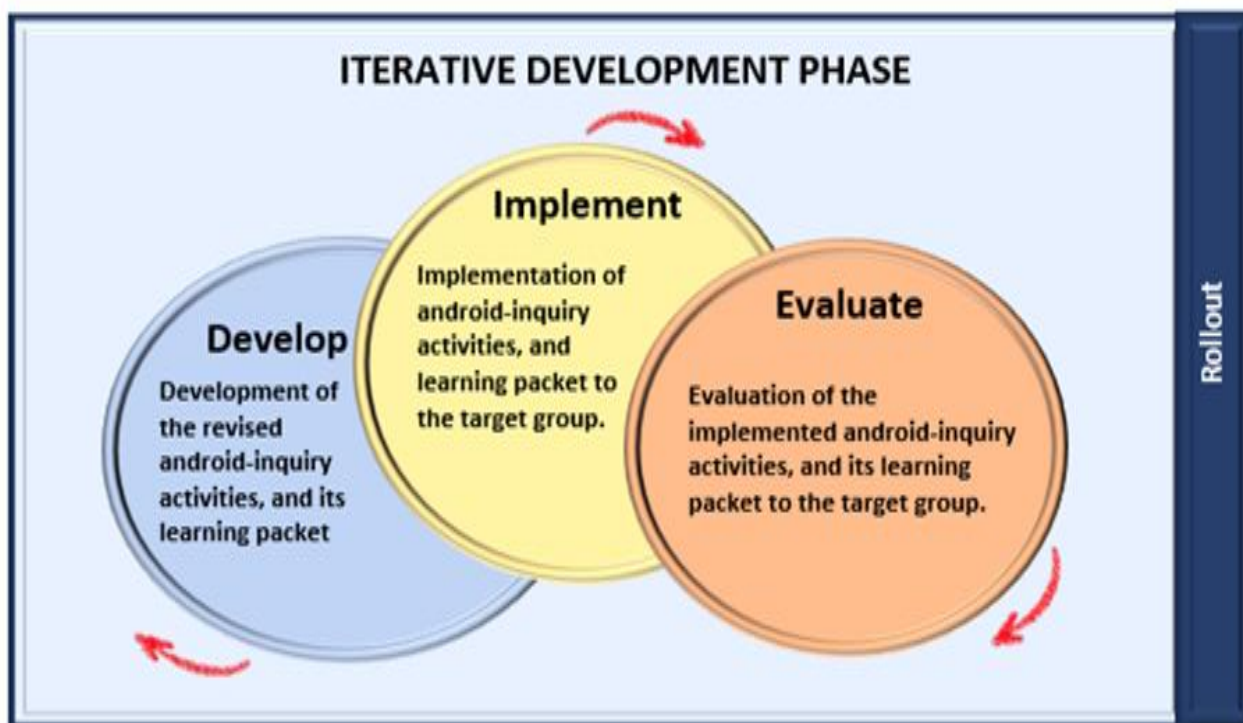 ITERATIVE DEVELOPMENT PHASE
Develop
Development of
the revised
android-inquiry
activities, and its
learning packet
Implement
Implementation of
android-inquiry
activities, and
learning packet to
the target group.
Evaluate
Evaluation of the
implemented android-inquiry
activities, and its learning
packet to the target group.
Rollout